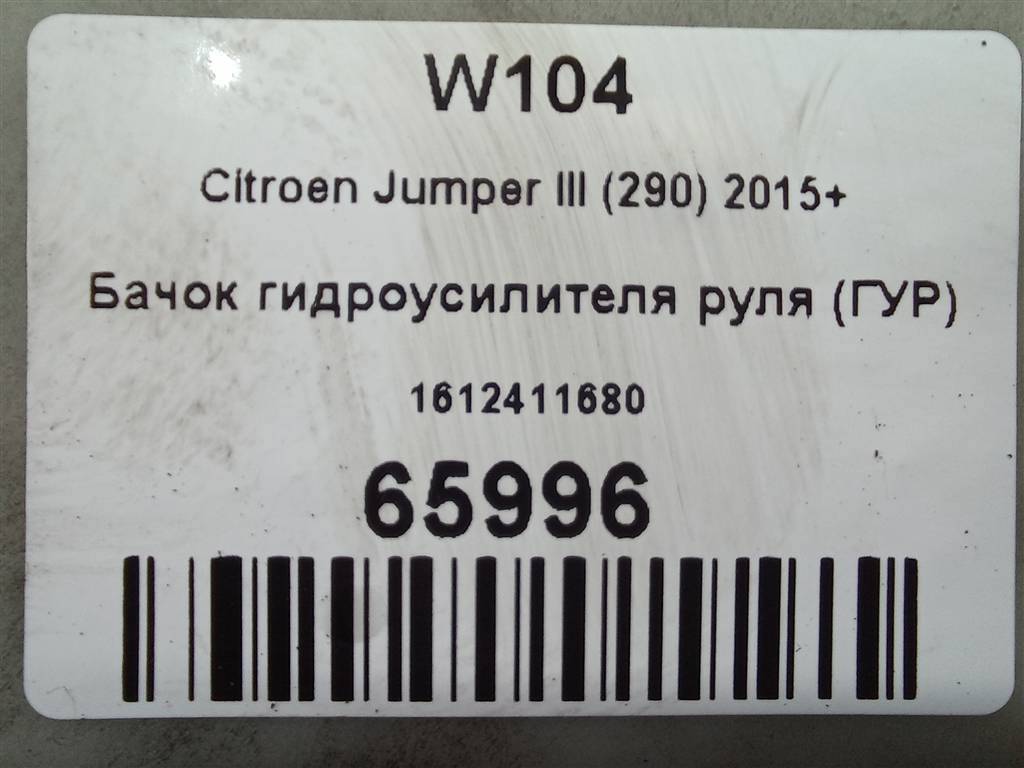 W104
Citroen Jumper III (290) 2015+
Бачок гидроусилителя руля (ГУР)
1612411680
65996